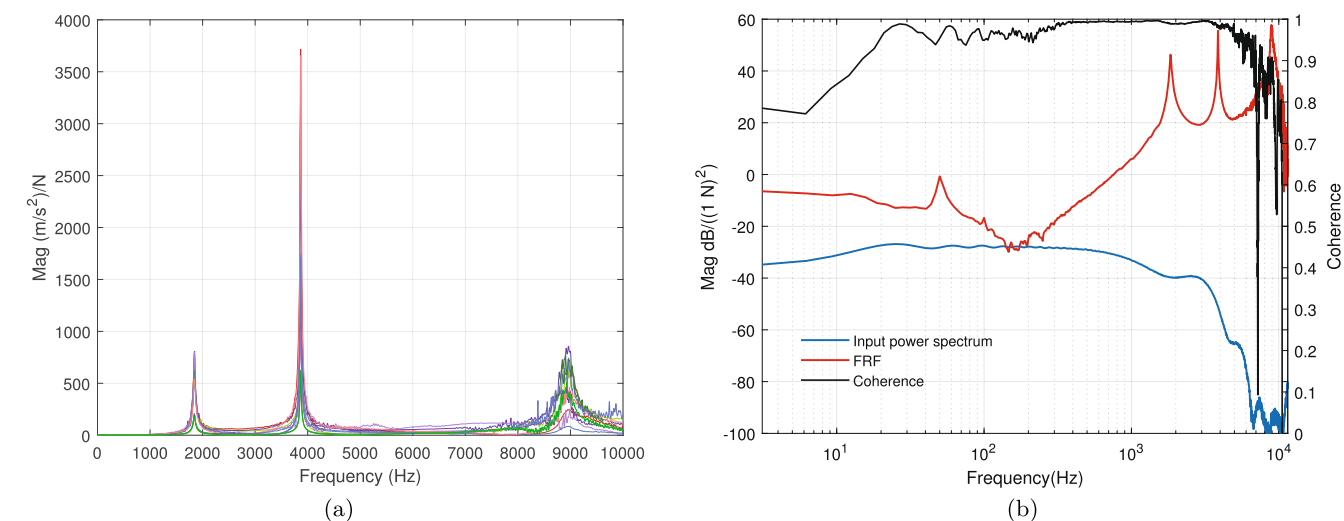 4000
3500
3000
2500
2000
1500
1000
500
0
Mag (m/s²)/N
0 1000 2000 3000 4000 5000 6000 7000 8000 9000 10000
Frequency (Hz)
(a)
60
40
20
0
-20
-40
-60
-80
-100
Mag dB/((1 N)²)
Input power spectrum
FRF
Coherence
1
0.9
0.8
0.7
0.6
0.5
0.4
0.3
0.2
0.1
0
Coherence
10¹ 10² 10³ 10⁴
Frequency(Hz)
(b)